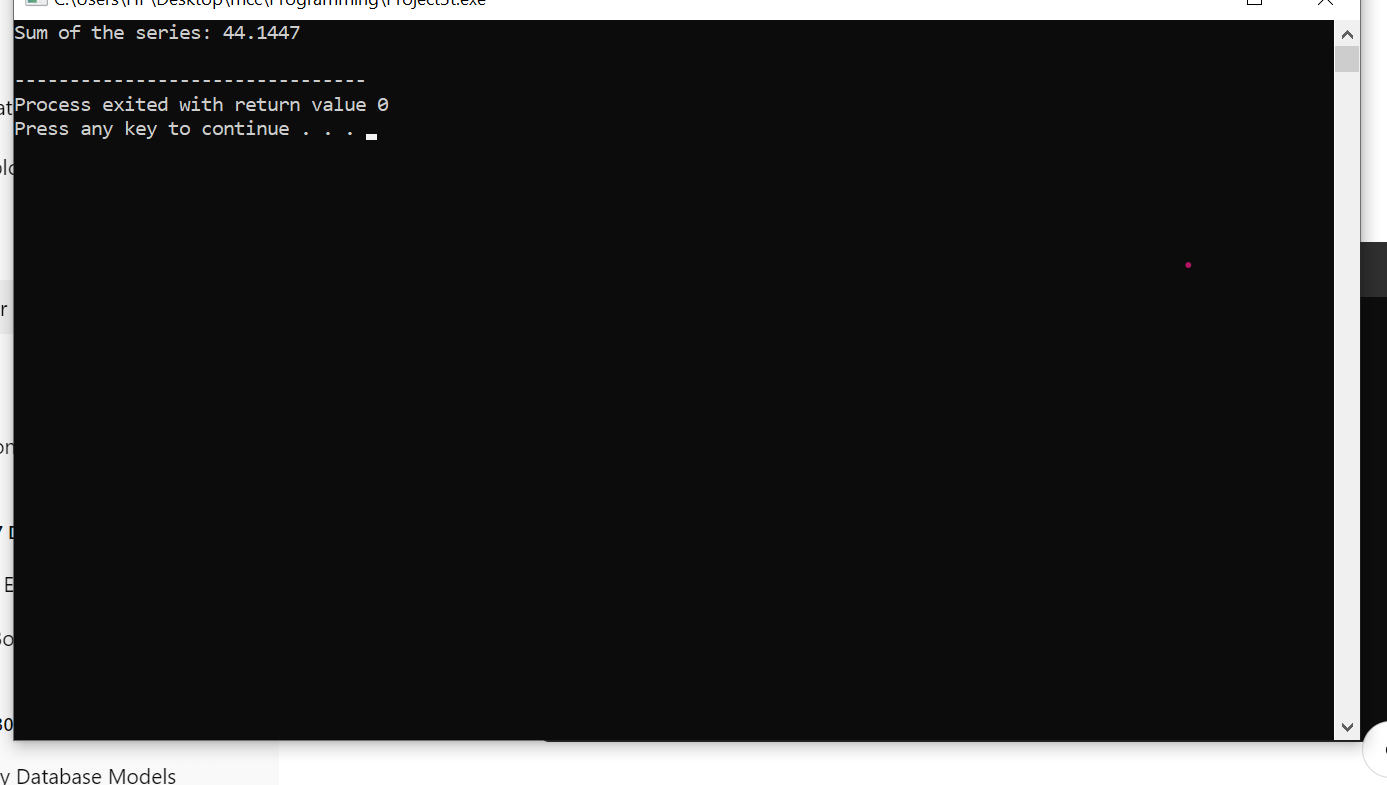 Sum of the series: 44.1447
--------------------------------
Process exited with return value 0
Press any key to continue . . .
y Database Models